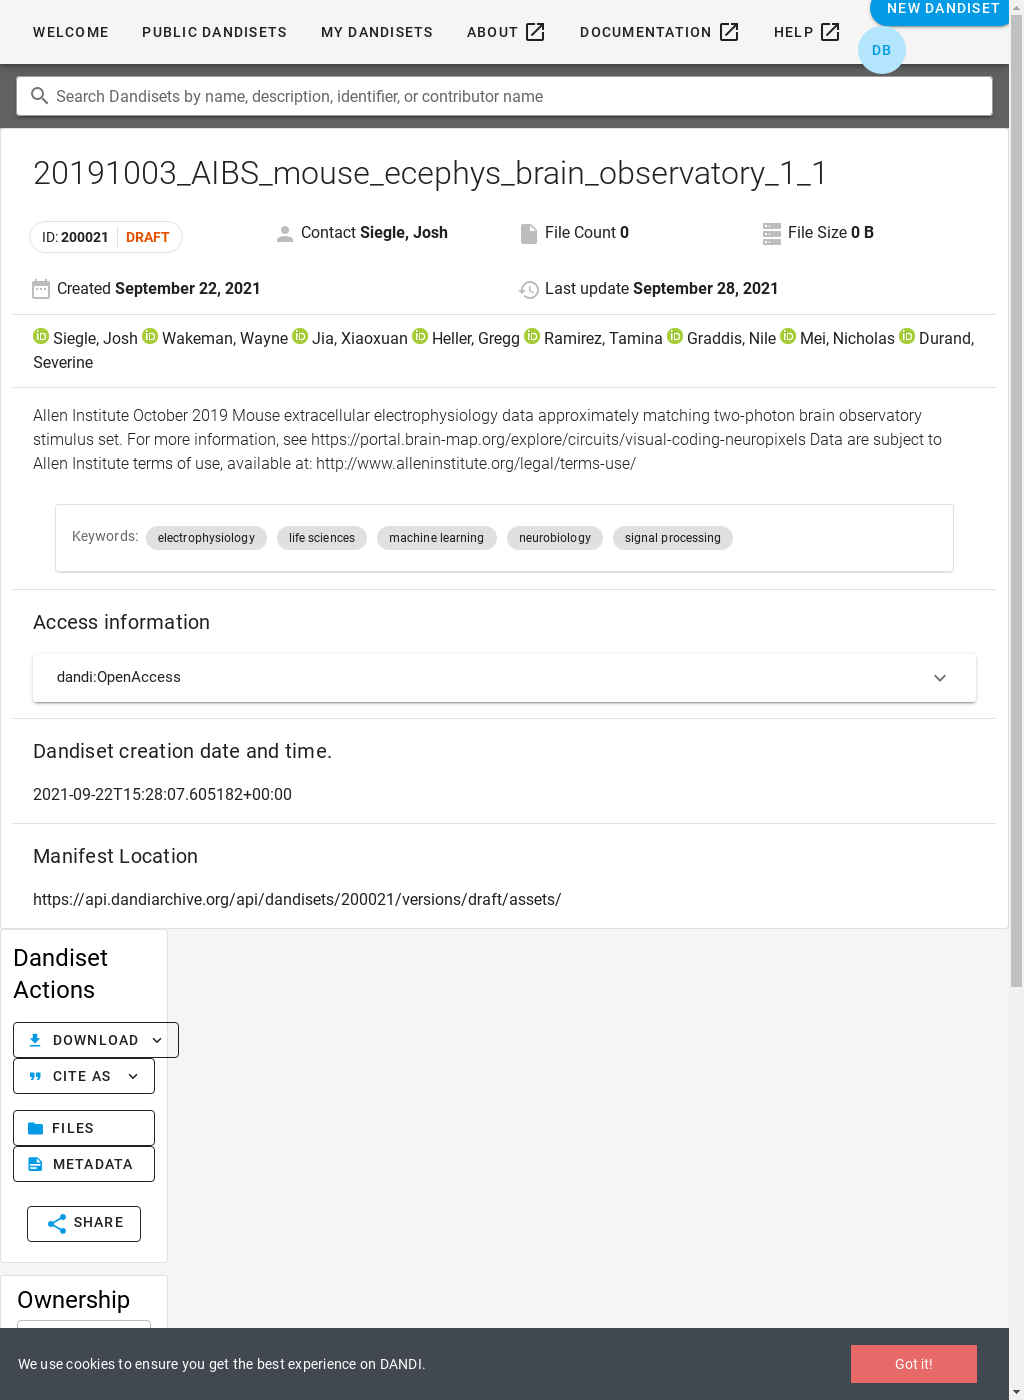 WELCOME
PUBLIC DANDISETS
MY DANDISETS
ABOUT
DOCUMENTATION
HELP
NEW DANDISET
DB
Search Dandisets by name, description, identifier, or contributor name
20191003_AIBS_mouse_ecephys_brain_observatory_1_1
ID: 200021 DRAFT
Contact Siegle, Josh
File Count 0
File Size 0 B
Created September 22, 2021
Last update September 28, 2021
iD Siegle, Josh iD Wakeman, Wayne iD Jia, Xiaoxuan iD Heller, Gregg iD Ramirez, Tamina iD Graddis, Nile iD Mei, Nicholas iD Durand,
Severine
Allen Institute October 2019 Mouse extracellular electrophysiology data approximately matching two-photon brain observatory
stimulus set. For more information, see https://portal.brain-map.org/explore/circuits/visual-coding-neuropixels Data are subject to
Allen Institute terms of use, available at: http://www.alleninstitute.org/legal/terms-use/
Keywords: electrophysiology life sciences machine learning neurobiology signal processing
Access information
dandi:OpenAccess
Dandiset creation date and time.
2021-09-22T15:28:07.605182+00:00
Manifest Location
https://api.dandiarchive.org/api/dandisets/200021/versions/draft/assets/
Dandiset
Actions
DOWNLOAD
CITE AS
FILES
METADATA
SHARE
Ownership
We use cookies to ensure you get the best experience on DANDI.
Got it!